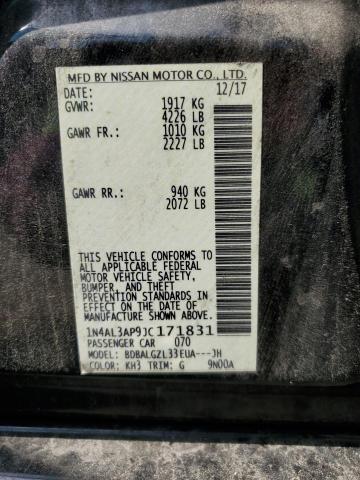 MFD BY NISSAN MOTOR CO., LTD.
DATE: 12/17
GVWR: 1917 KG
4226 LB
GAWR FR.: 1010 KG
2227 LB
GAWR RR.: 940 KG
2072 LB
THIS VEHICLE CONFORMS TO
ALL APPLICABLE FEDERAL
MOTOR VEHICLE SAFETY,
BUMPER, AND THEFT
PREVENTION STANDARDS IN
EFFECT ON THE DATE OF
MANUFACTURE SHOWN ABOVE.
1N4AL3AP9JC171831
PASSENGER CAR 070
MODEL: BDBALGZL33EUA---JH
COLOR: KH3 TRIM: G 9N00A